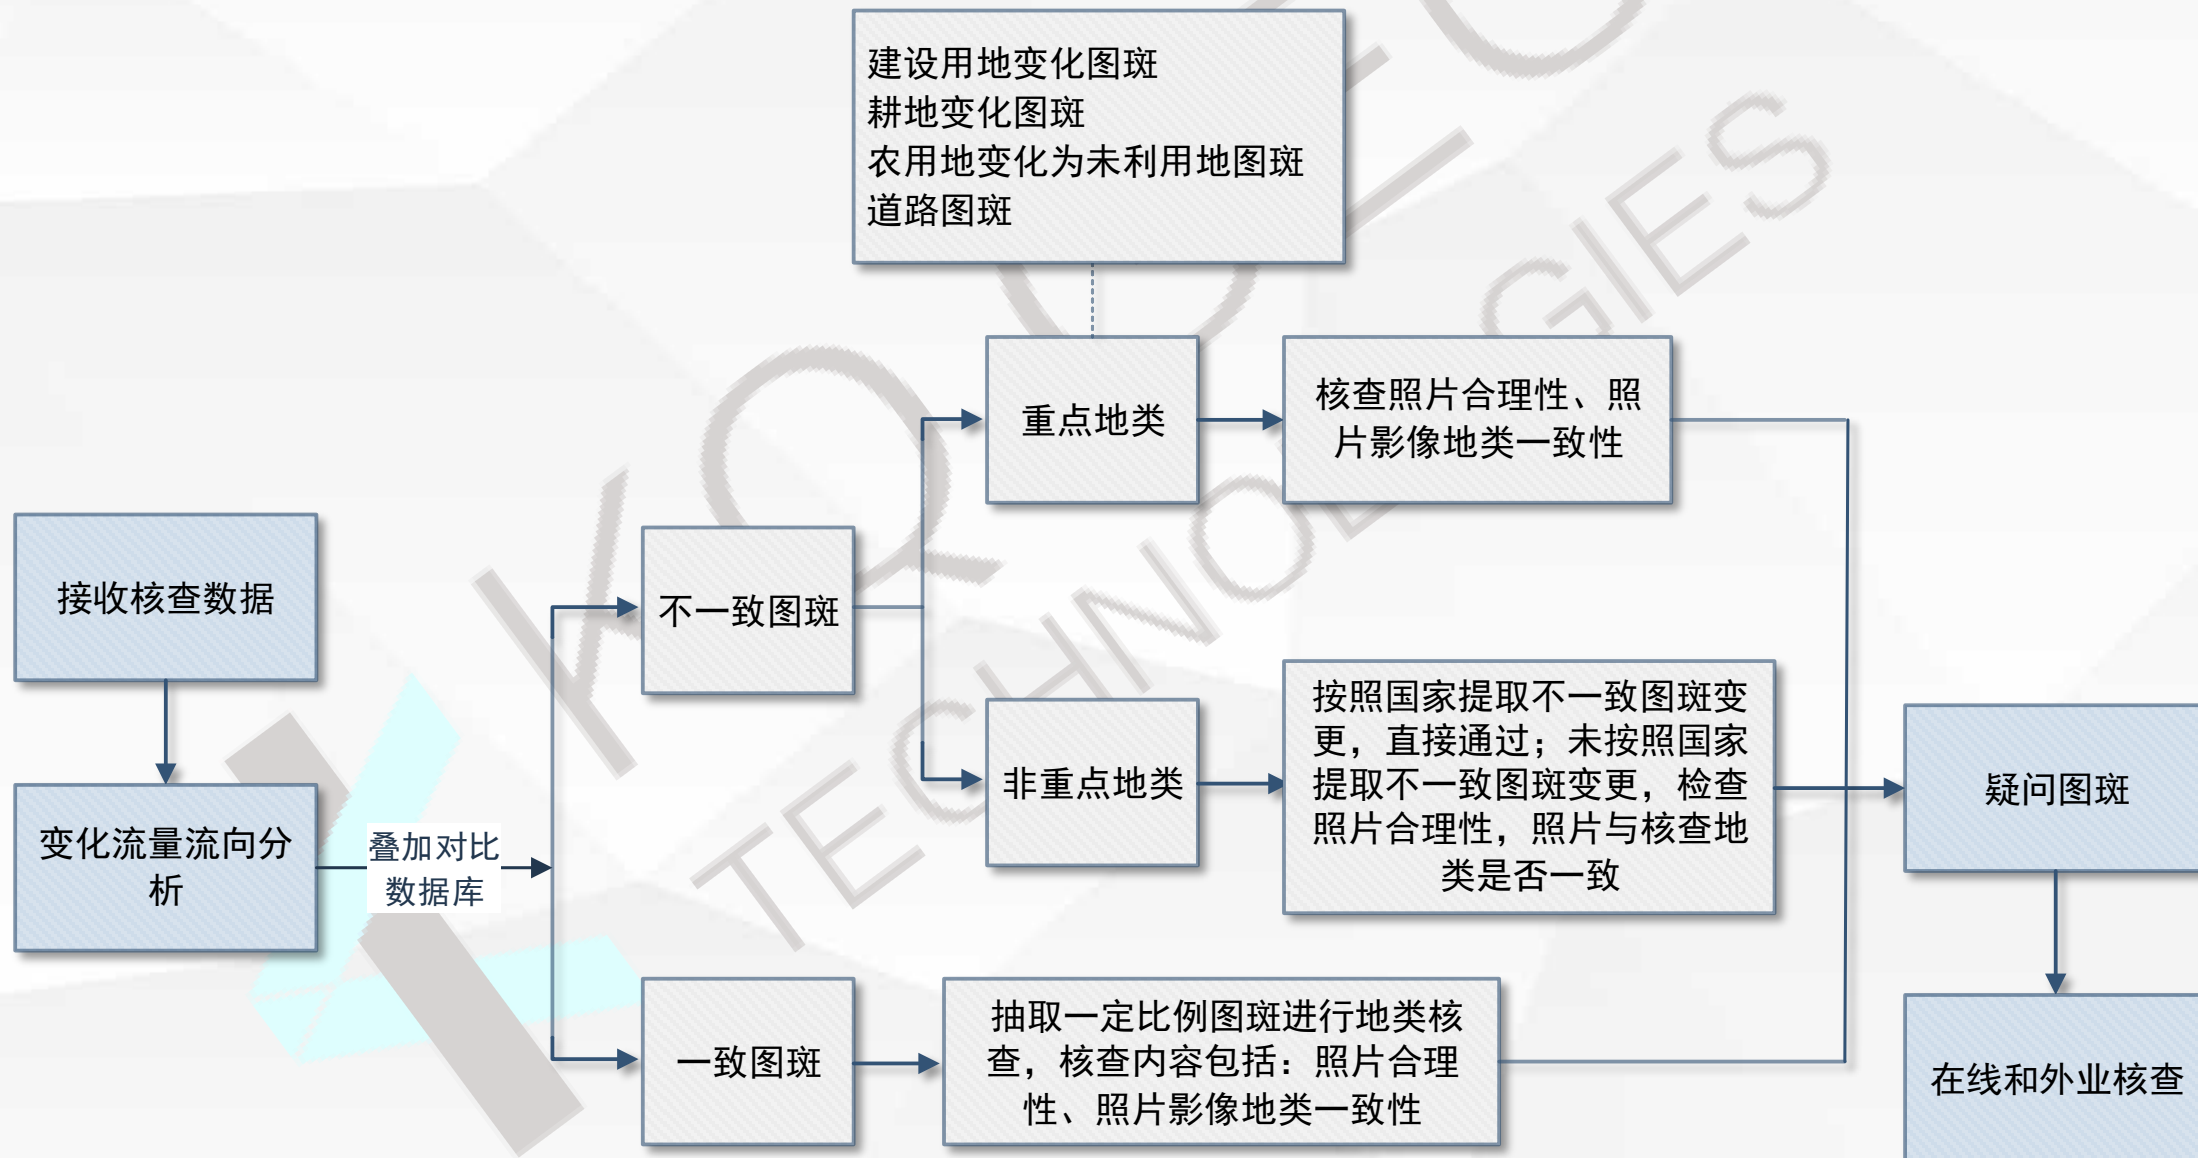 建设用地变化图斑
耕地变化图斑
农用地变化为未利用地图斑
道路图斑
重点地类
核查照片合理性、照
片影像地类一致性
接收核查数据
不一致图斑
非重点地类
按照国家提取不一致图斑变
更，直接通过；未按照国家
提取不一致图斑变更，检查
照片合理性，照片与核查地
类是否一致
疑问图斑
变化流量流向分
析
叠加对比
数据库
一致图斑
抽取一定比例图斑进行地类核
查，核查内容包括：照片合理
性、照片影像地类一致性
在线和外业核查